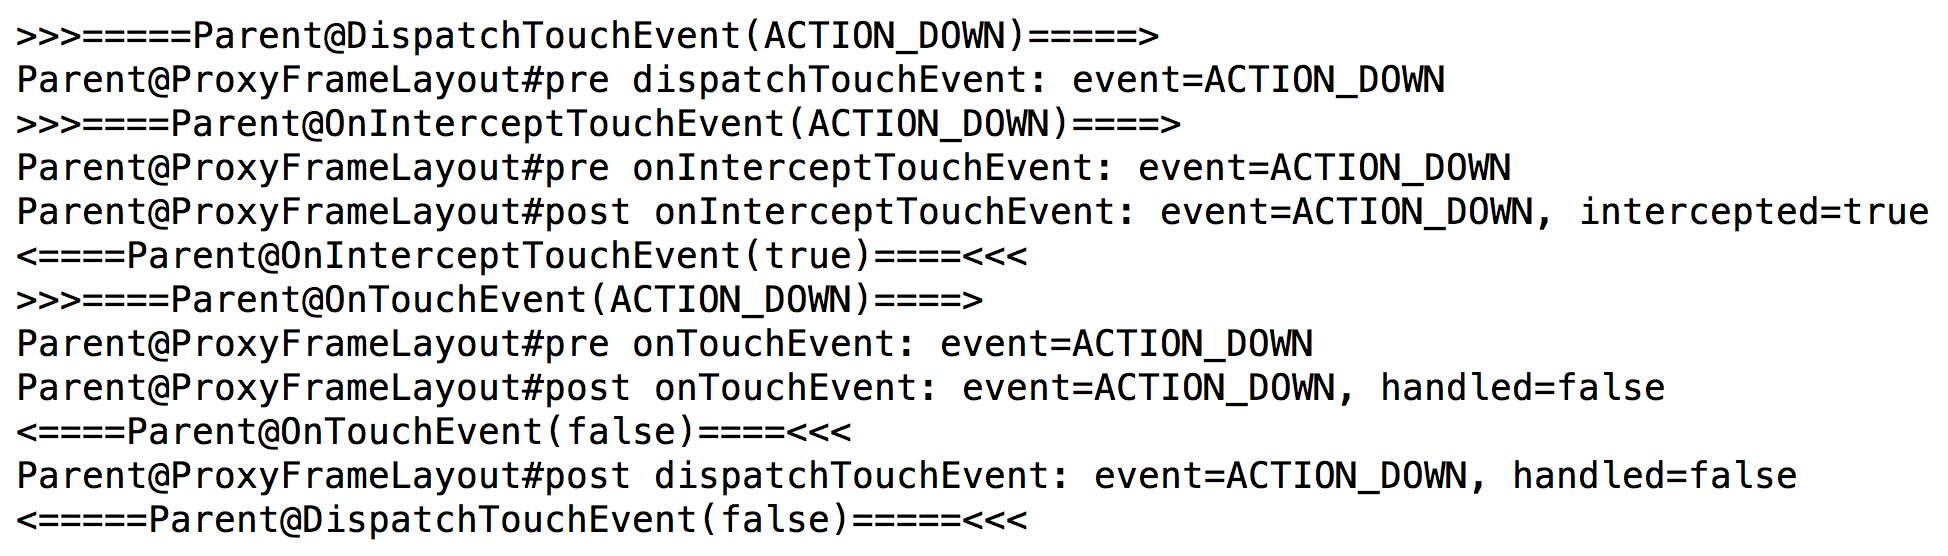 >>>=====Parent@DispatchTouchEvent(ACTION_DOWN)=====>
Parent@ProxyFrameLayout#pre dispatchTouchEvent: event=ACTION_DOWN
>>>====Parent@OnInterceptTouchEvent(ACTION_DOWN)====>
Parent@ProxyFrameLayout#pre onInterceptTouchEvent: event=ACTION_DOWN
Parent@ProxyFrameLayout#post onInterceptTouchEvent: event=ACTION_DOWN, intercepted=true
<====Parent@OnInterceptTouchEvent(true)====<<<
>>>====Parent@OnTouchEvent(ACTION_DOWN)====>
Parent@ProxyFrameLayout#pre onTouchEvent: event=ACTION_DOWN
Parent@ProxyFrameLayout#post onTouchEvent: event=ACTION_DOWN, handled=false
<====Parent@OnTouchEvent(false)====<<<
Parent@ProxyFrameLayout#post dispatchTouchEvent: event=ACTION_DOWN, handled=false
<=====Parent@DispatchTouchEvent(false)=====<<<